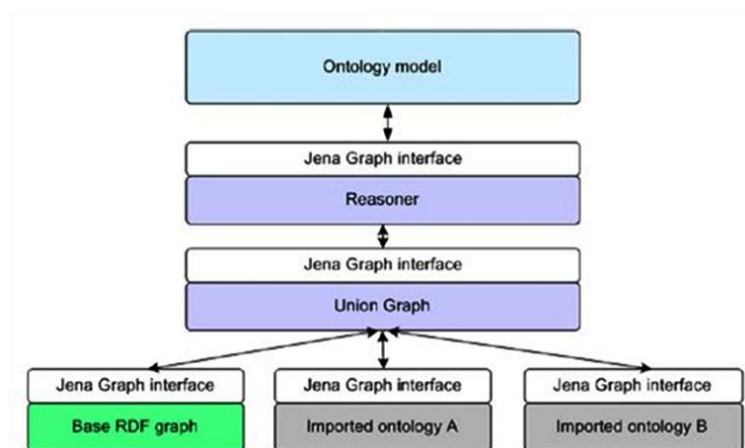 Ontology model
Jena Graph interface
Reasoner
Jena Graph interface
Union Graph
Jena Graph interface
Jena Graph interface
Jena Graph interface
Base RDF graph
Imported ontology A
Imported ontology B